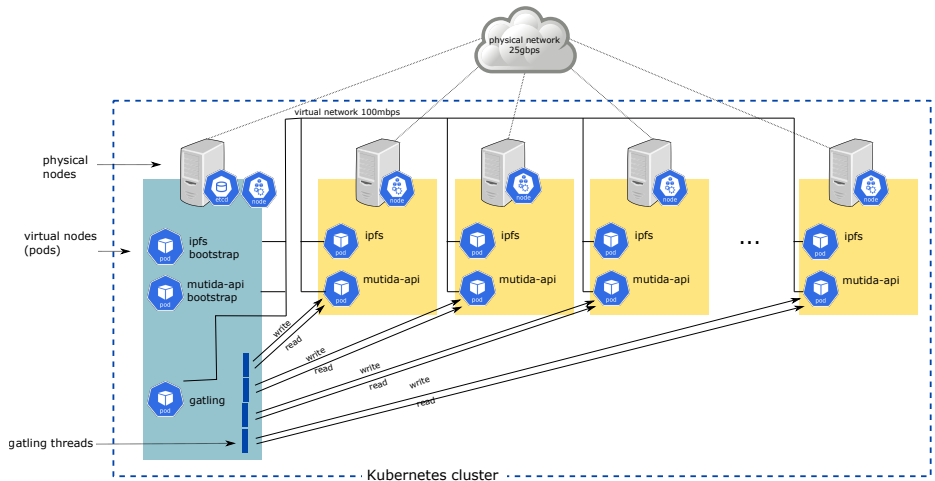 physical network
25gbps
virtual network 100mbps
physical
nodes
etcd
node
node
node
node
node
virtual nodes
(pods)
pod
ipfs
bootstrap
pod
ipfs
pod
ipfs
pod
ipfs
...
pod
ipfs
pod
mutida-api
bootstrap
pod
mutida-api
pod
mutida-api
pod
mutida-api
pod
mutida-api
write
read
write
read
write
read
write
read
pod
gatling
gatling threads
Kubernetes cluster